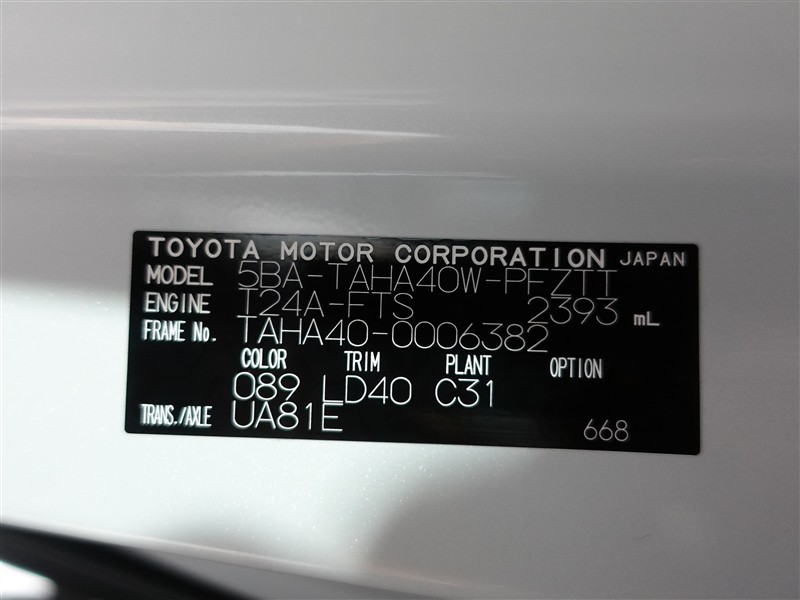 TOYOTA MOTOR CORPORATION JAPAN
MODEL 5BA-TAHA40W-PFZTT
ENGINE T24A-FTS 2393 mL
FRAME No. TAHA40-0006382
COLOR TRIM PLANT OPTION
089 LD40 C31
TRANS./AXLE UA81E 668